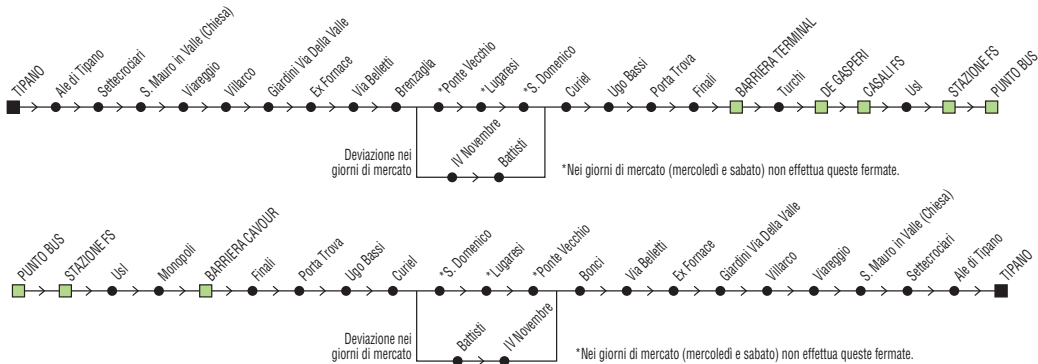 TIPANO
Ale di Tipano
Settecrociari
S. Mauro in Valle (Chiesa)
Viareggio
Villarco
Giardini Via Della Valle
Ex Fornace
Via Belletti
Brenzaglia
*Ponte Vecchio
*Lugaresi
*S. Domenico
Curiel
Ugo Bassi
Porta Trova
Finali
BARRIERA TERMINAL
Turchi
DE GASPERI
CASALI FS
Usl
STAZIONE FS
PUNTO BUS
Deviazione nei
giorni di mercato
IV Novembre
Battisti
*Nei giorni di mercato (mercoledì e sabato) non effettua queste fermate.
PUNTO BUS
STAZIONE FS
Usl
Monopoli
BARRIERA CAVOUR
Finali
Porta Trova
Ugo Bassi
Curiel
*S. Domenico
*Lugaresi
*Ponte Vecchio
Bonci
Via Belletti
Ex Fornace
Giardini Via Della Valle
Villarco
Viareggio
S. Mauro in Valle (Chiesa)
Settecrociari
Ale di Tipano
TIPANO
Deviazione nei
giorni di mercato
Battisti
IV Novembre
*Nei giorni di mercato (mercoledì e sabato) non effettua queste fermate.